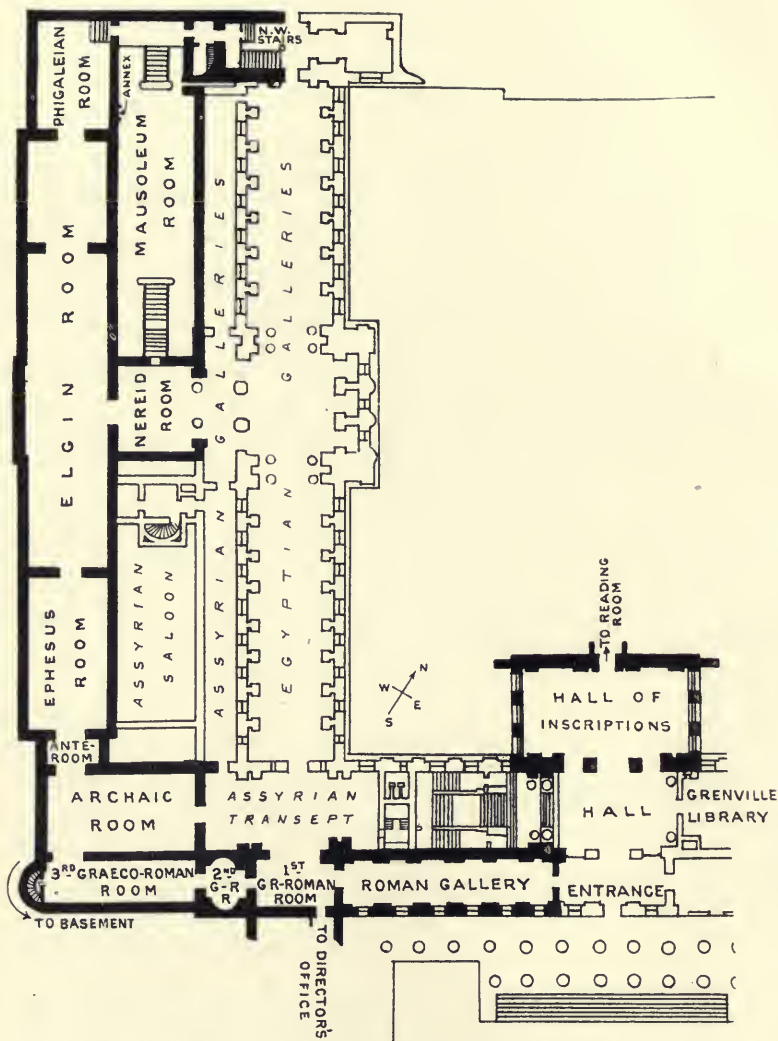 N.W.
STAIRS
PHIGALEIAN
ROOM
ANNEX
MAUSOLEUM
ROOM
ELGIN ROOM
NEREID
ROOM
ASSYRIAN GALLERIES
EGYPTIAN GALLERIES
ASSYRIAN
SALOON
EPHESUS
ROOM
W N
S E
TO READING
ROOM
HALL OF
INSCRIPTIONS
ANTE-
ROOM
ARCHAIC
ROOM
ASSYRIAN
TRANSEPT
HALL
GRENVILLE
LIBRARY
3RD GRAECO-ROMAN
ROOM
2ND
G-R
R
1ST
GR-ROMAN
ROOM
ROMAN GALLERY
ENTRANCE
TO BASEMENT
TO DIRECTOR'S
OFFICE